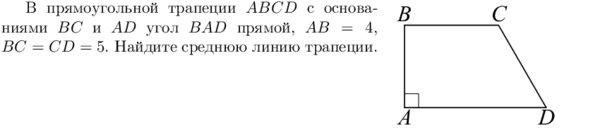 В прямоугольной трапеции ABCD с основа-
ниями BC и AD угол BAD прямой, AB = 4,
BC = CD = 5. Найдите среднюю линию трапеции.
B C
A D